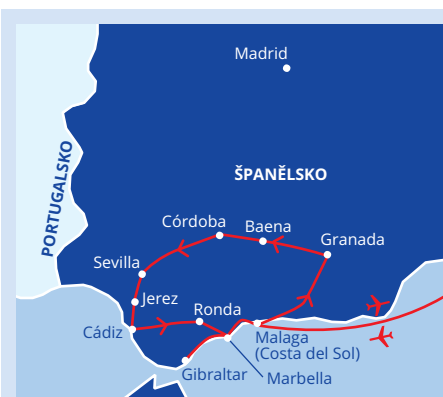 Madrid
ŠPANĚLSKO
PORTUGALSKO
Córdoba
Baena
Granada
Sevilla
Jerez
Ronda
Cádiz
Malaga
(Costa del Sol)
Gibraltar
Marbella